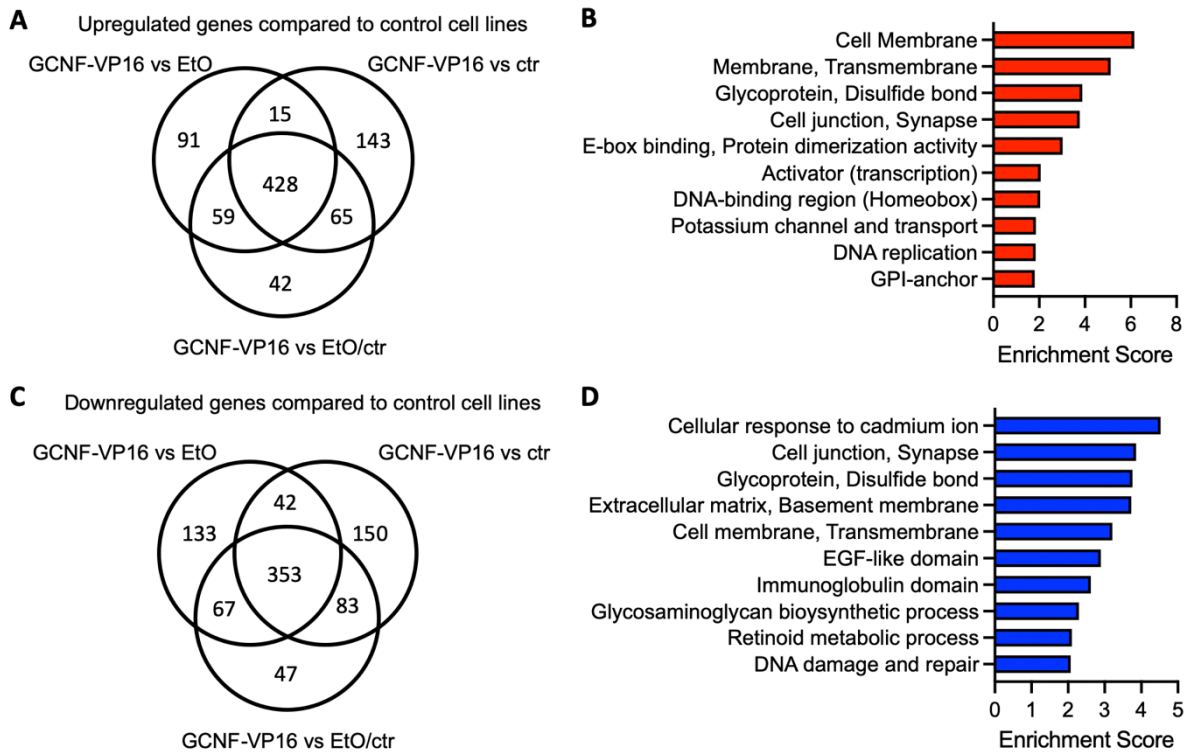 A
Upregulated genes compared to control cell lines
GCNF-VP16 vs EtO
GCNF-VP16 vs ctr
15
91
143
428
59
65
42
GCNF-VP16 vs EtO/ctr
B
Cell Membrane
Membrane, Transmembrane
Glycoprotein, Disulfide bond
Cell junction, Synapse
E-box binding, Protein dimerization activity
Activator (transcription)
DNA-binding region (Homeobox)
Potassium channel and transport
DNA replication
GPI-anchor
0 2 4 6 8
Enrichment Score
C
Downregulated genes compared to control cell lines
GCNF-VP16 vs EtO
GCNF-VP16 vs ctr
42
133
150
353
67
83
47
GCNF-VP16 vs EtO/ctr
D
Cellular response to cadmium ion
Cell junction, Synapse
Glycoprotein, Disulfide bond
Extracellular matrix, Basement membrane
Cell membrane, Transmembrane
EGF-like domain
Immunoglobulin domain
Glycosaminoglycan bioysynthetic process
Retinoid metabolic process
DNA damage and repair
0 1 2 3 4 5
Enrichment Score